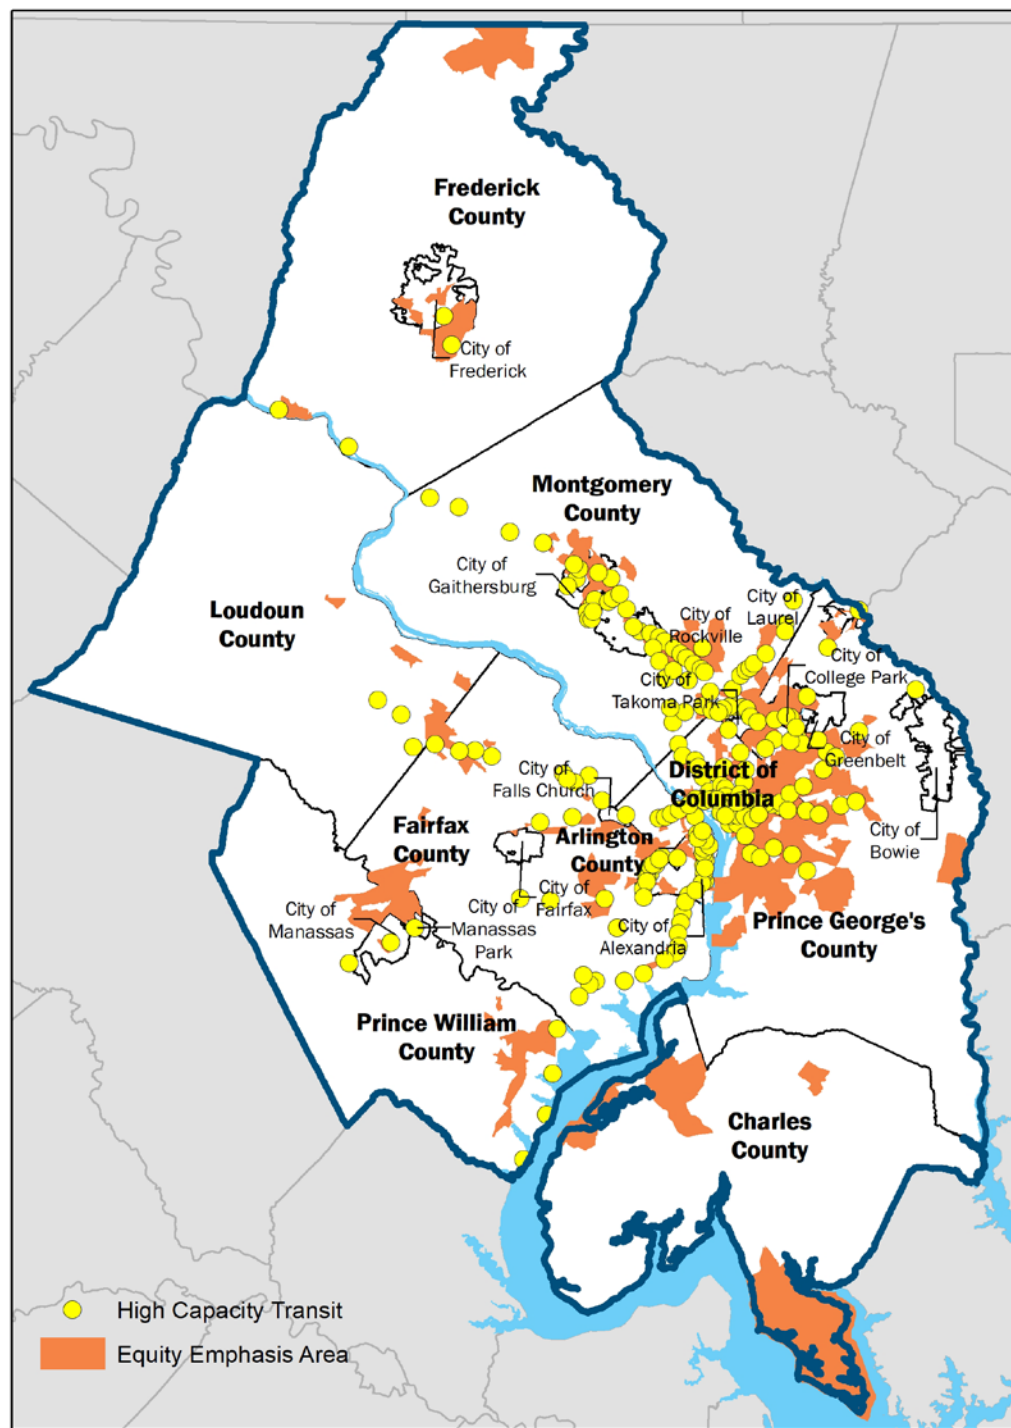 Frederick
County
City of
Frederick
Montgomery
County
City of
Gaithersburg
City of
Laurel
City of
Rockville
Loudoun
County
City of
College Park
City of
Takoma Park
City of
Greenbelt
District of
Columbia
City of
Falls Church
Fairfax
County
Arlington
County
City of
Bowie
City of
Manassas
City of
Manassas
Park
City of
Fairfax
City of
Alexandria
Prince George's
County
Prince William
County
Charles
County
High Capacity Transit
Equity Emphasis Area